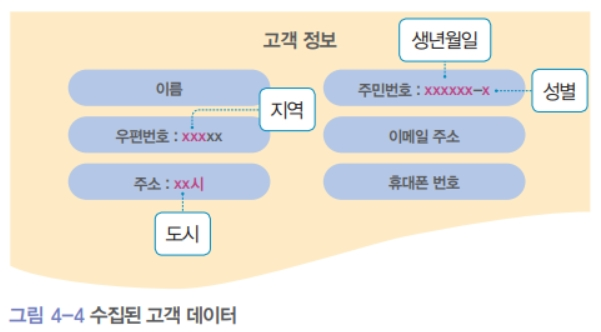 고객 정보
생년월일
이름
주민번호 : xxxxxx-x
성별
지역
우편번호 : xxxxx
이메일 주소
주소 : xx시
휴대폰 번호
도시
그림 4-4 수집된 고객 데이터